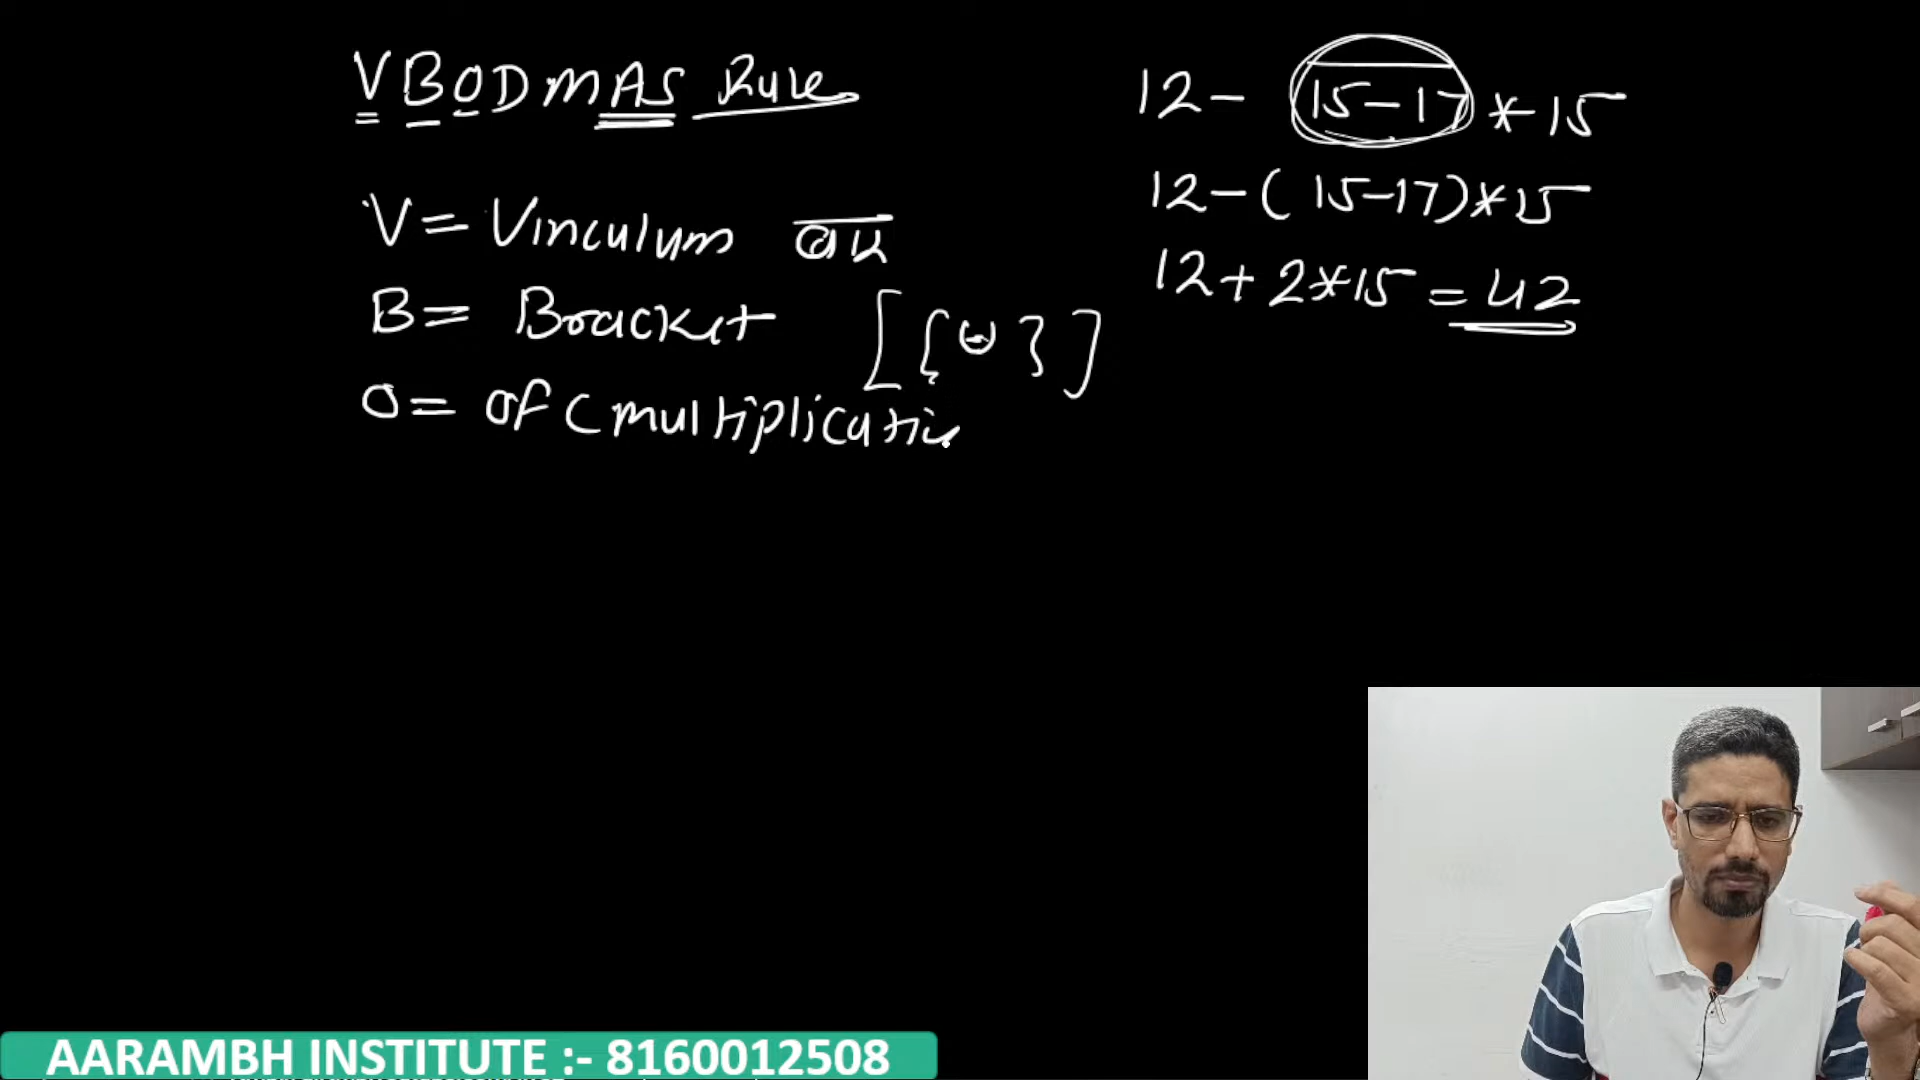 VBODMAS Rule
V= Vinculum
B= Bracket [{()}]
O= Of (multiplication
12- 15-17 * 15
12-(15-17)*15
12+2*15 = 42
AARAMBH INSTITUTE :- 8160012508